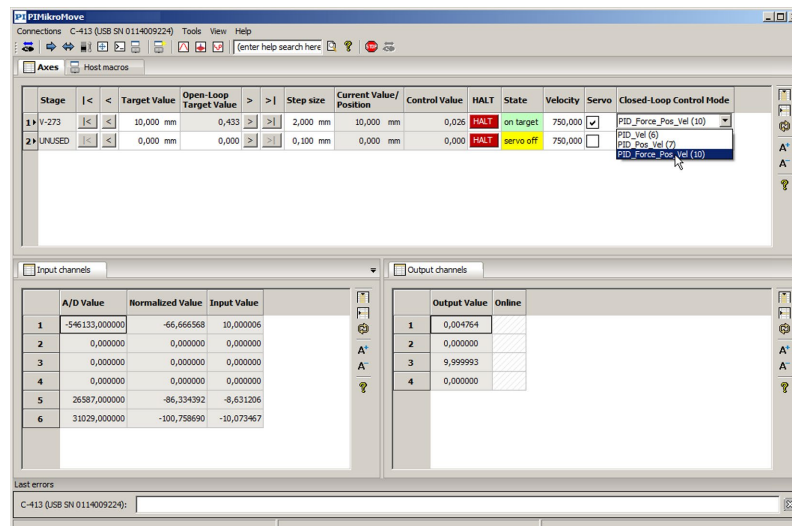 PI PIMikroMove
Connections C-413 (USB SN 0114009224) Tools View Help
(enter help search here
Axes Host macros
Stage |< < Target Value Open-Loop Target Value > >| Step size Current Value/ Position Control Value HALT State Velocity Servo Closed-Loop Control Mode
1 V-273 |< < 10,000 mm 0,433 > >| 2,000 mm 10,000 mm 0,026 HALT on target 750,000 PID_Force_Pos_Vel (10)
2 UNUSED |< < 0,000 mm 0,000 > >| 0,100 mm 0,000 mm 0,000 HALT servo off 750,000
PID_Vel (6)
PID_Pos_Vel (7)
PID_Force_Pos_Vel (10)
A+
A-
Input channels
A/D Value Normalized Value Input Value
1 -546133,000000 -66,666568 10,000006
2 0,000000 0,000000 0,000000
3 0,000000 0,000000 0,000000
4 0,000000 0,000000 0,000000
5 26587,000000 -86,334392 -8,631206
6 31029,000000 -100,758690 -10,073467
A+
A-
Output channels
Output Value Online
1 0,004764
2 0,000000
3 9,999993
4 0,000000
A+
A-
Last errors
C-413 (USB SN 0114009224):